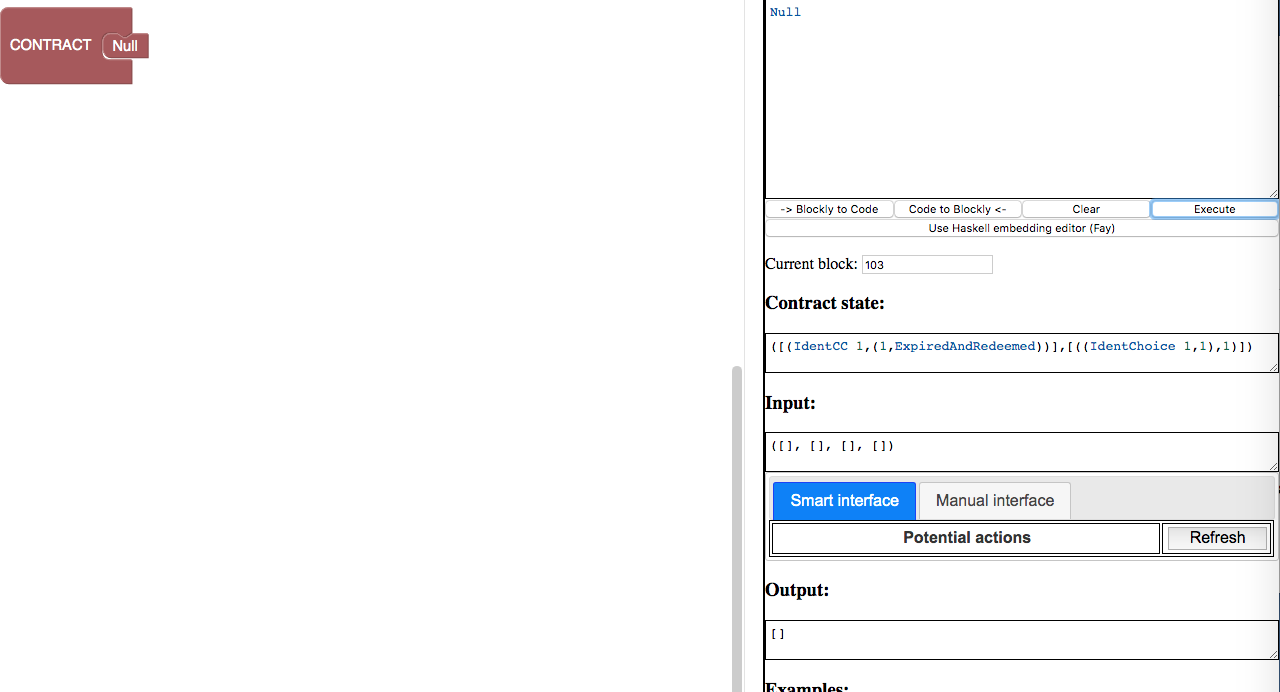 CONTRACT Null
Null
-> Blockly to Code Code to Blockly <- Clear Execute
Use Haskell embedding editor (Fay)
Current block: 103
Contract state:
([(IdentCC 1,(1,ExpiredAndRedeemed))],[((IdentChoice 1,1),1)])
Input:
([], [], [], [])
Smart interface Manual interface
Potential actions Refresh
Output:
[]
Examples: